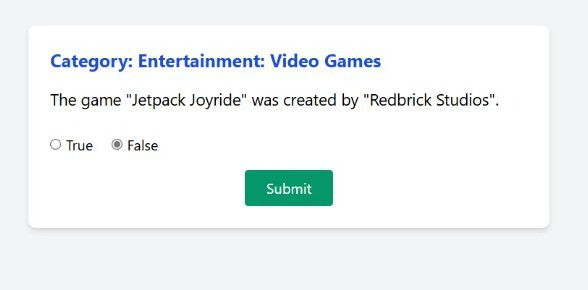 Category: Entertainment: Video Games
The game "Jetpack Joyride" was created by "Redbrick Studios".
True False
Submit